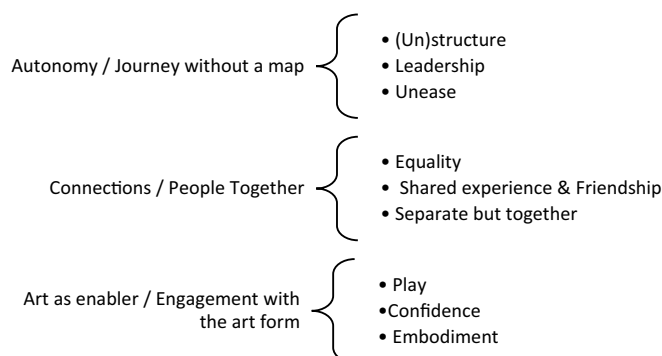 Autonomy / Journey without a map
• (Un)structure
• Leadership
• Unease
Connections / People Together
• Equality
• Shared experience & Friendship
• Separate but together
Art as enabler / Engagement with
the art form
• Play
•Confidence
• Embodiment